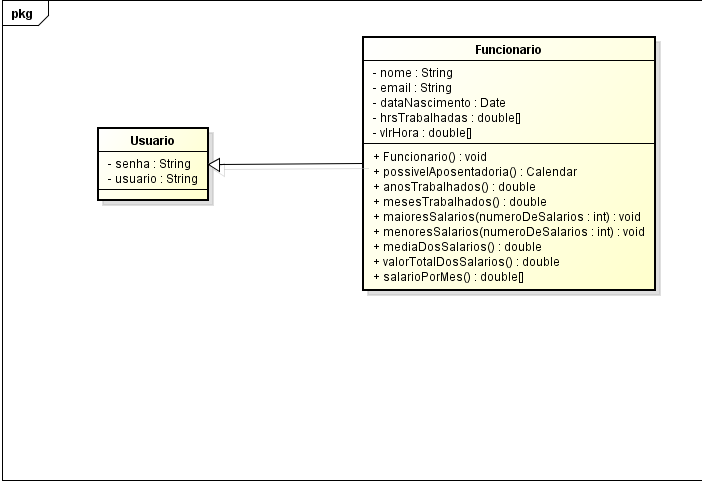 pkg
Usuario
- senha : String
- usuario : String
Funcionario
- nome : String
- email : String
- dataNascimento : Date
- hrsTrabalhadas : double[]
- vlrHora : double[]
+ Funcionario() : void
+ possivelAposentadoria() : Calendar
+ anosTrabalhados() : double
+ mesesTrabalhados() : double
+ maioresSalarios(numeroDeSalarios : int) : void
+ menoresSalarios(numeroDeSalarios : int) : void
+ mediaDosSalarios() : double
+ valorTotalDosSalarios() : double
+ salarioPorMes() : double[]